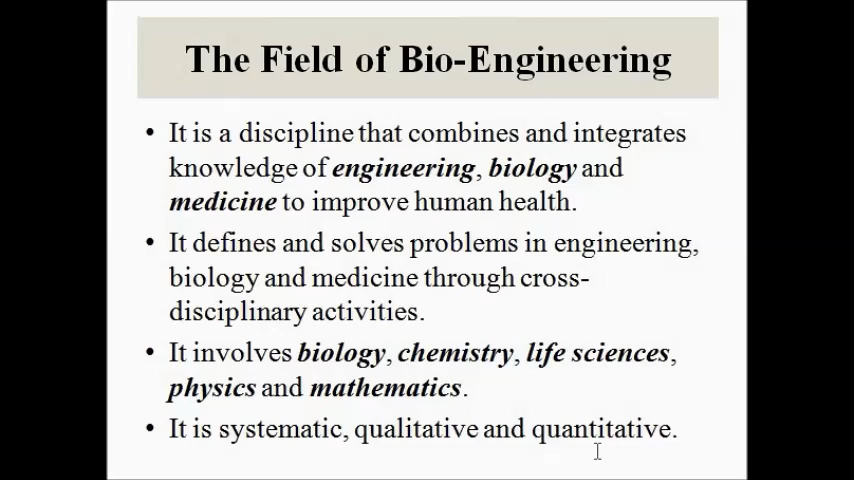 The Field of Bio-Engineering
• It is a discipline that combines and integrates
knowledge of engineering, biology and
medicine to improve human health.
• It defines and solves problems in engineering,
biology and medicine through cross-
disciplinary activities.
• It involves biology, chemistry, life sciences,
physics and mathematics.
• It is systematic, qualitative and quantitative.